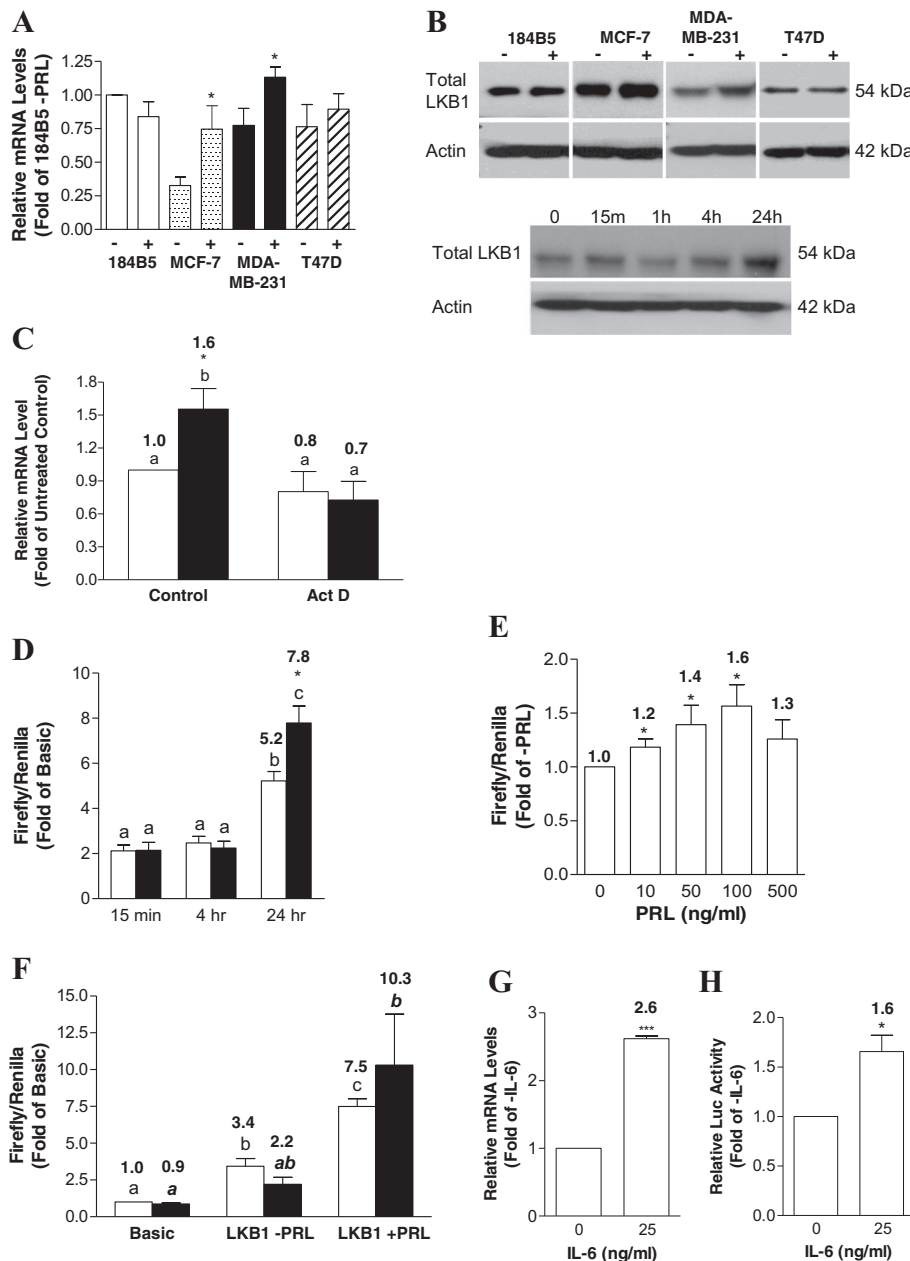 A
Relative mRNA Levels
(Fold of 184B5 -PRL)
1.25
1.00
0.75
0.50
0.25
0.00
*
*
- + - + - + - +
184B5 MCF-7 MDA-MB-231 T47D
B
184B5 MCF-7 MDA-MB-231 T47D
- + - + - + - +
Total LKB1 54 kDa
Actin 42 kDa
0 15m 1h 4h 24h
Total LKB1 54 kDa
Actin 42 kDa
C
Relative mRNA Level
(Fold of Untreated Control)
1.8
1.5
1.2
0.9
0.6
0.3
0.0
1.0
a
1.6
*
b
0.8
a
0.7
a
Control Act D
D
Firefly/Renilla
(Fold of Basic)
10
8
6
4
2
0
a a a a
5.2
b
7.8
*
c
15 min 4 hr 24 hr
E
Firefly/Renilla
(Fold of -PRL)
2.0
1.5
1.0
0.5
0.0
1.0
1.2
*
1.4
*
1.6
*
1.3
0 10 50 100 500
PRL (ng/ml)
F
Firefly/Renilla
(Fold of Basic)
15.0
12.5
10.0
7.5
5.0
2.5
0.0
1.0
a
0.9
a
3.4
b
2.2
ab
7.5
c
10.3
b
Basic LKB1 -PRL LKB1 +PRL
G
Relative mRNA Levels
(Fold of -IL-6)
3
2
1
0
2.6
***
0 25
IL-6 (ng/ml)
H
Relative Luc Activity
(Fold of -IL-6)
2.0
1.5
1.0
0.5
0.0
1.6
*
0 25
IL-6 (ng/ml)